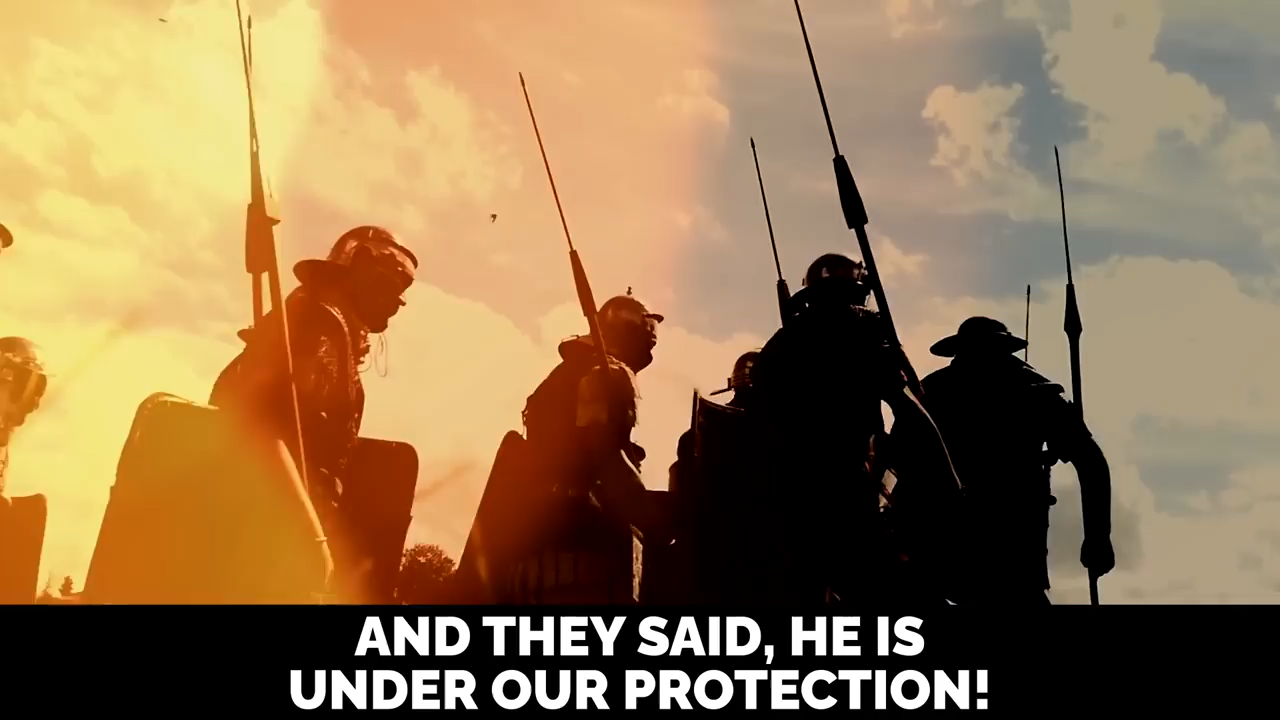 AND THEY SAID, HE IS
UNDER OUR PROTECTION!